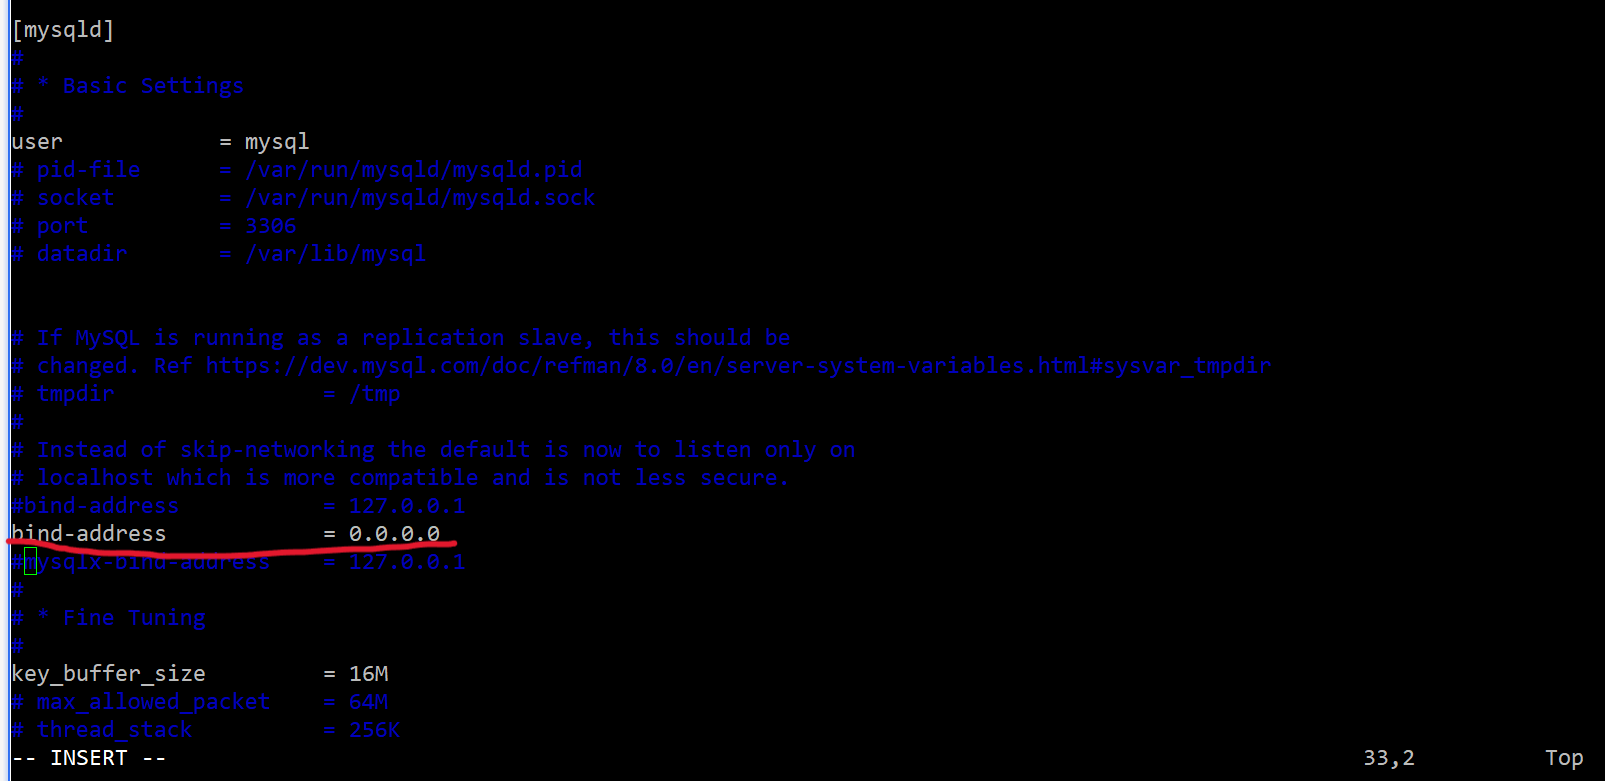 [mysqld]
#
# * Basic Settings
#
user            = mysql
# pid-file      = /var/run/mysqld/mysqld.pid
# socket        = /var/run/mysqld/mysqld.sock
# port          = 3306
# datadir       = /var/lib/mysql
# If MySQL is running as a replication slave, this should be
# changed. Ref https://dev.mysql.com/doc/refman/8.0/en/server-system-variables.html#sysvar_tmpdir
# tmpdir                = /tmp
#
# Instead of skip-networking the default is now to listen only on
# localhost which is more compatible and is not less secure.
#bind-address           = 127.0.0.1
bind-address            = 0.0.0.0
#mysqlx-bind-address    = 127.0.0.1
#
# * Fine Tuning
#
key_buffer_size         = 16M
# max_allowed_packet    = 64M
# thread_stack          = 256K
-- INSERT --                                                                                            33,2          Top